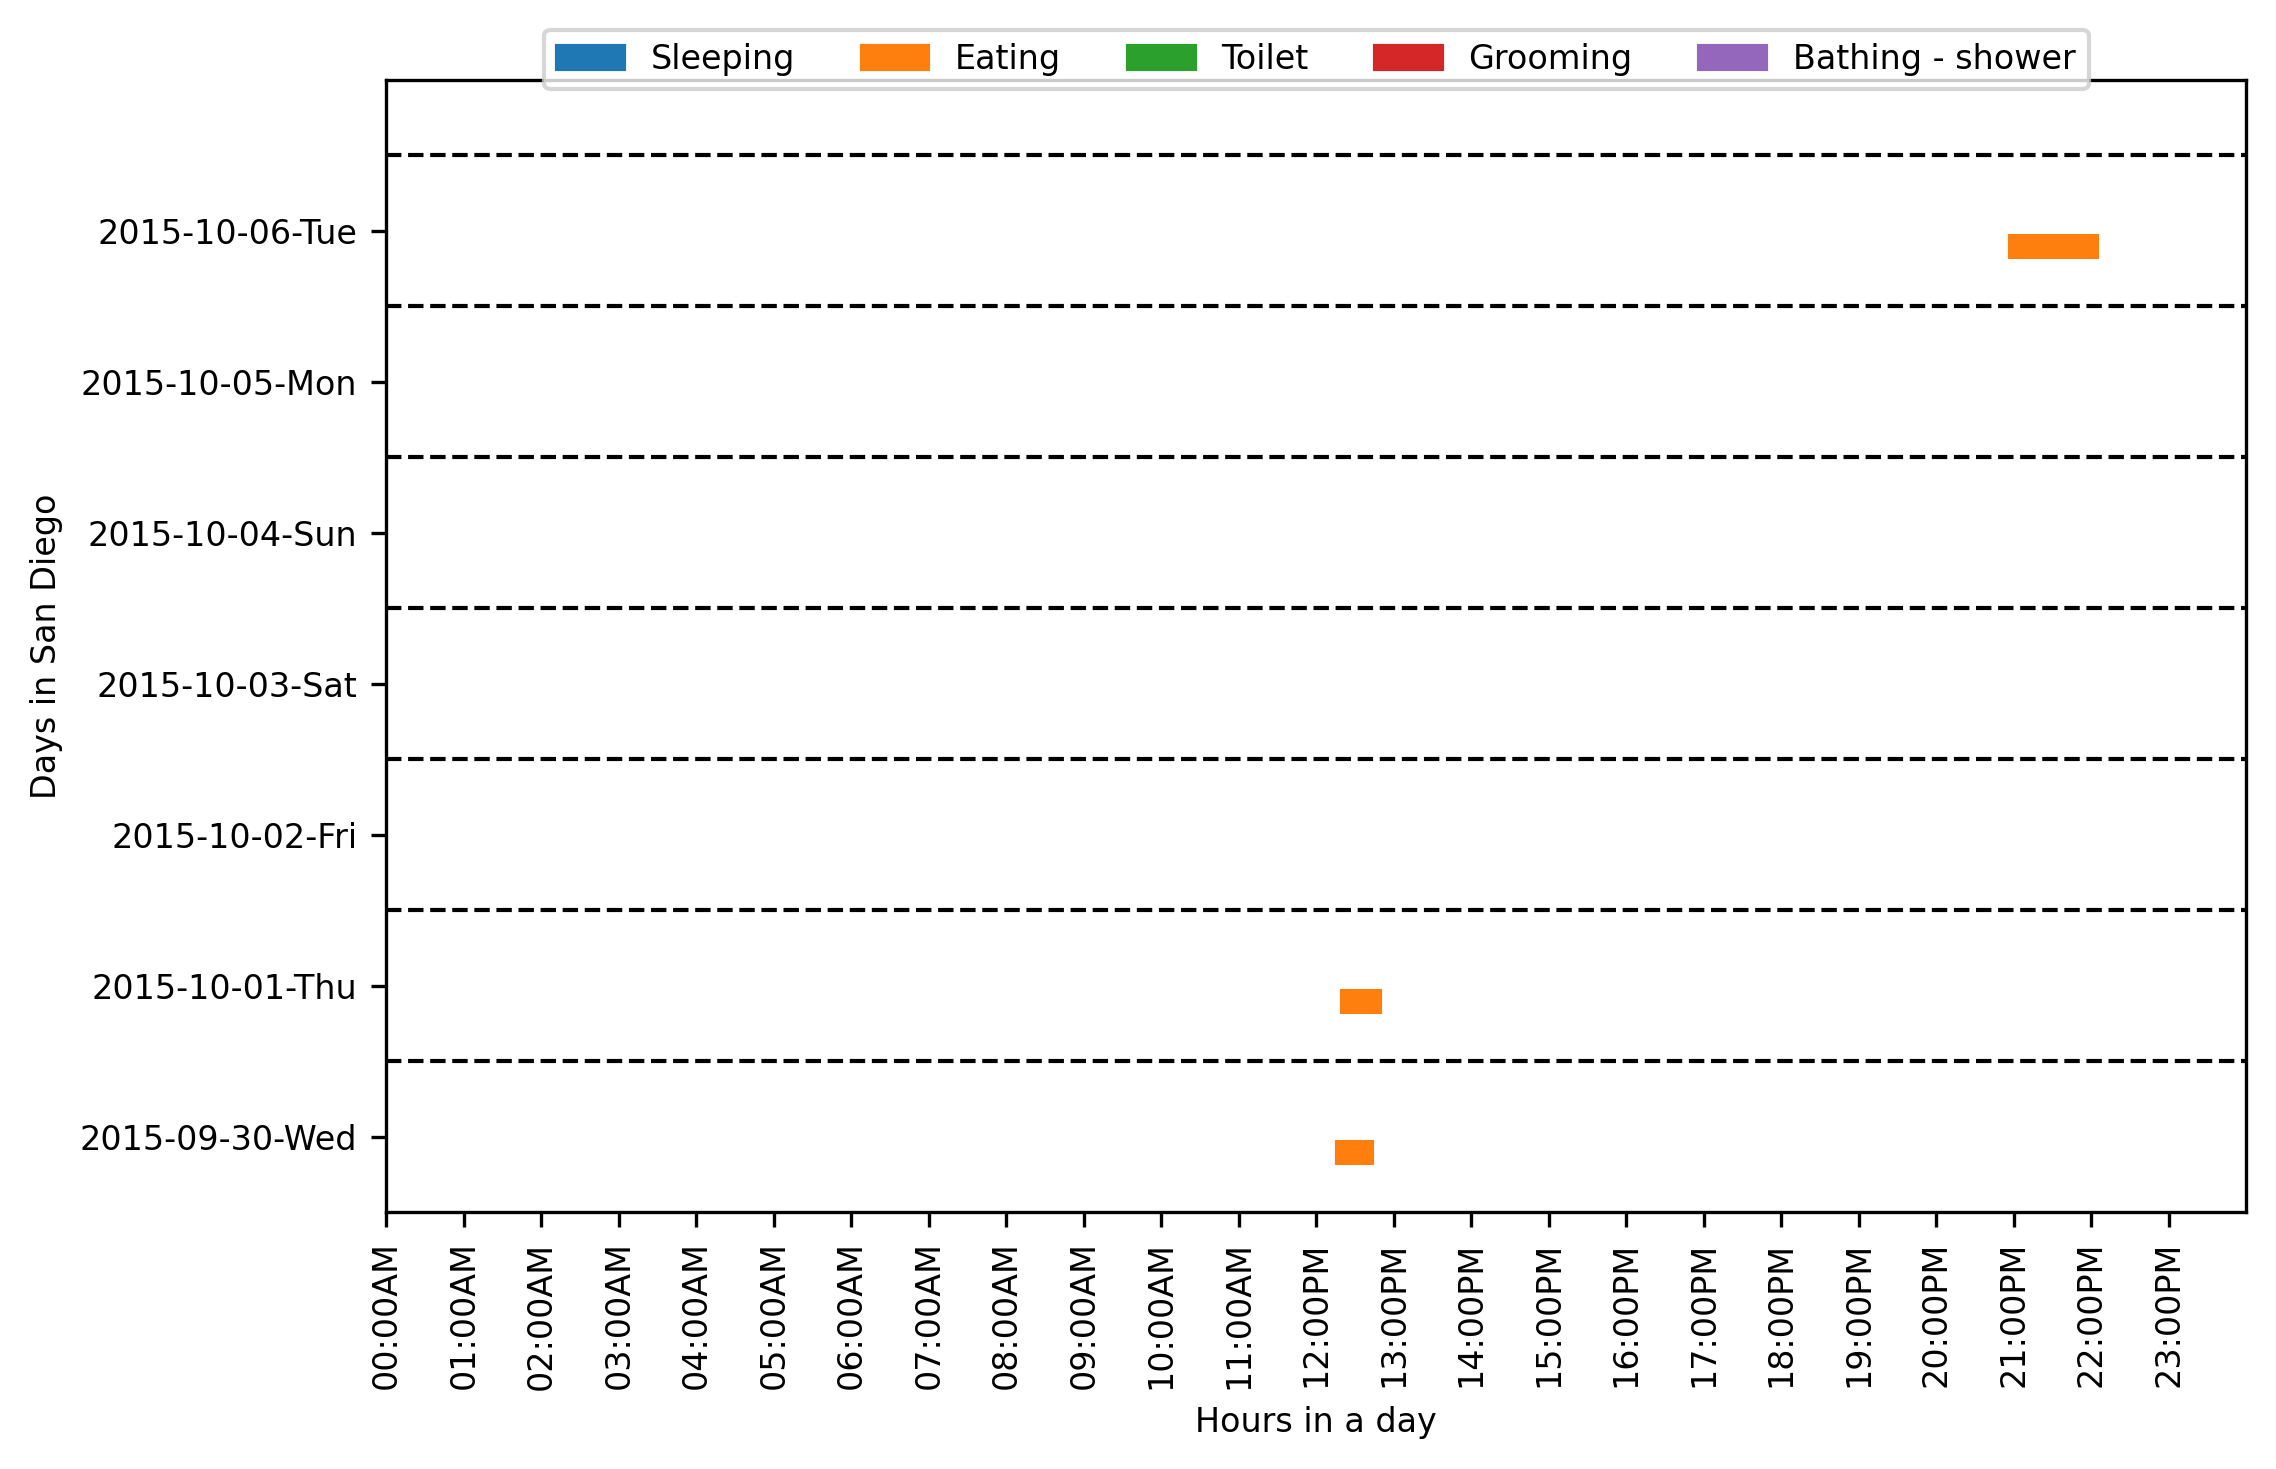 Sleeping Eating Toilet Grooming Bathing - shower
2015-10-06-Tue
2015-10-05-Mon
2015-10-04-Sun
2015-10-03-Sat
2015-10-02-Fri
2015-10-01-Thu
2015-09-30-Wed
Days in San Diego
00:00AM
01:00AM
02:00AM
03:00AM
04:00AM
05:00AM
06:00AM
07:00AM
08:00AM
09:00AM
10:00AM
11:00AM
12:00PM
13:00PM
14:00PM
15:00PM
16:00PM
17:00PM
18:00PM
19:00PM
20:00PM
21:00PM
22:00PM
23:00PM
Hours in a day